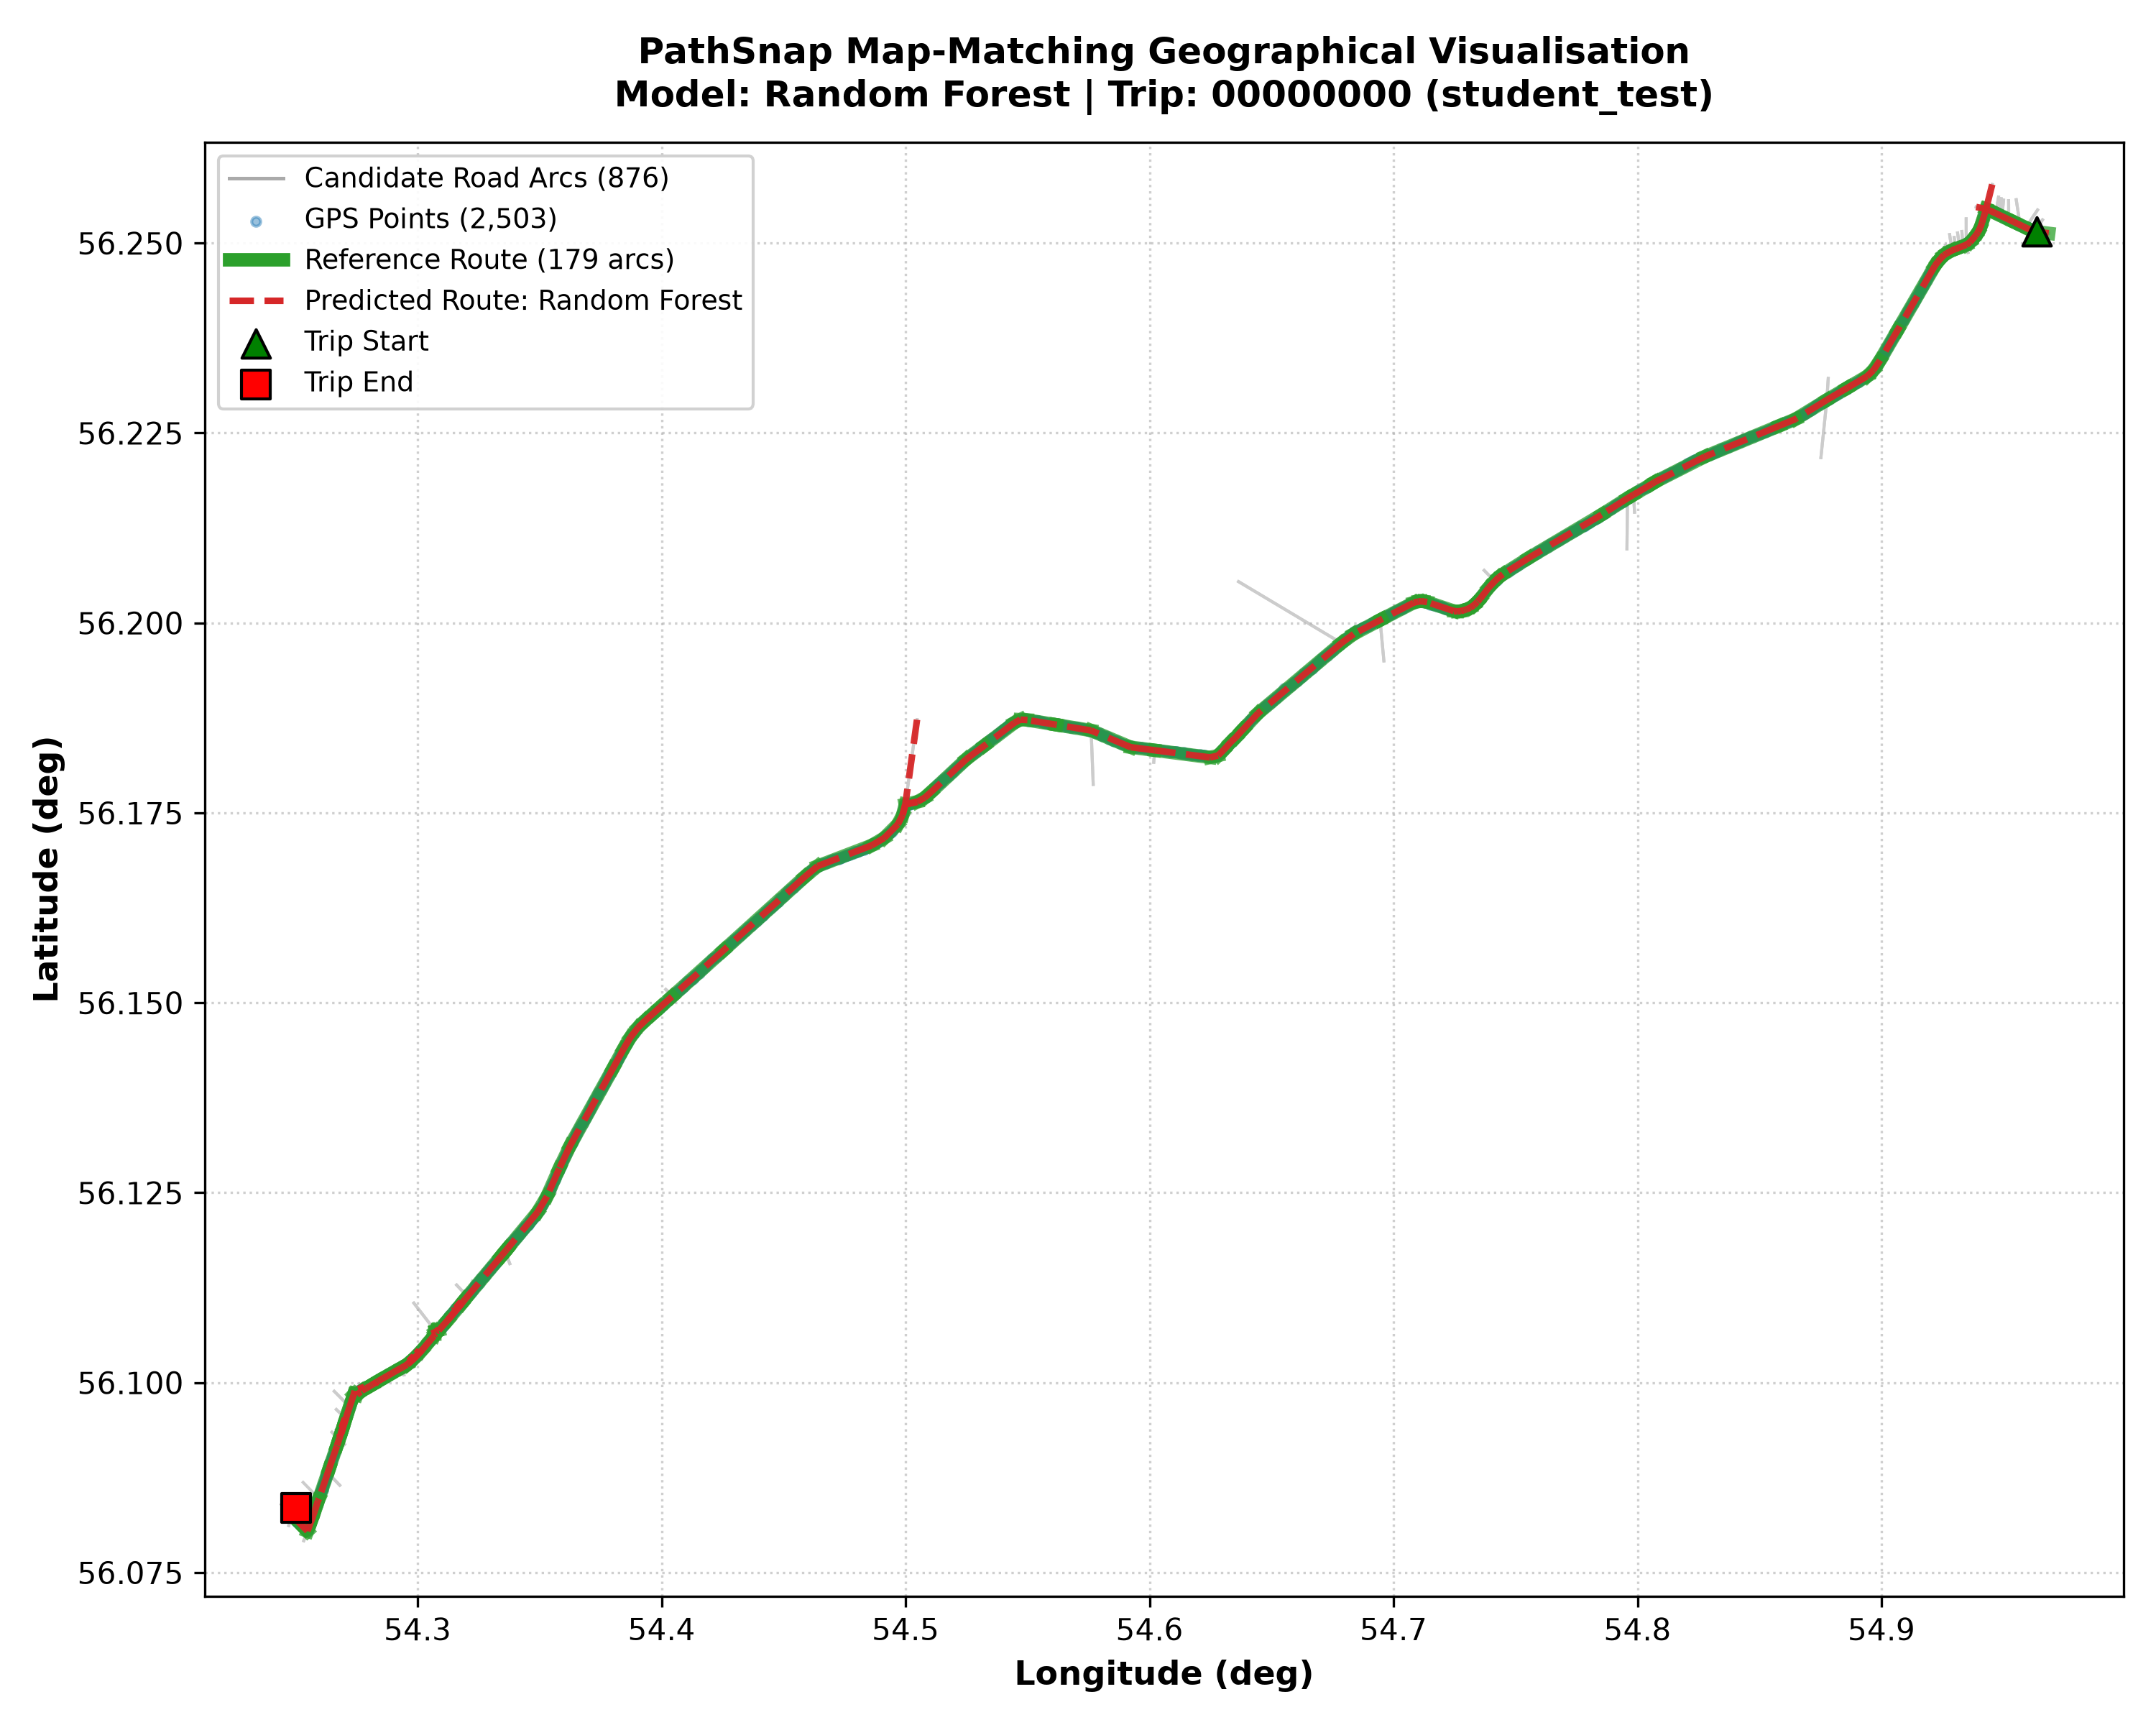 PathSnap Map-Matching Geographical Visualisation
Model: Random Forest | Trip: 00000000 (student_test)
Candidate Road Arcs (876)
GPS Points (2,503)
Reference Route (179 arcs)
Predicted Route: Random Forest
Trip Start
Trip End
56.250
56.225
56.200
56.175
56.150
56.125
56.100
56.075
Latitude (deg)
54.3 54.4 54.5 54.6 54.7 54.8 54.9
Longitude (deg)